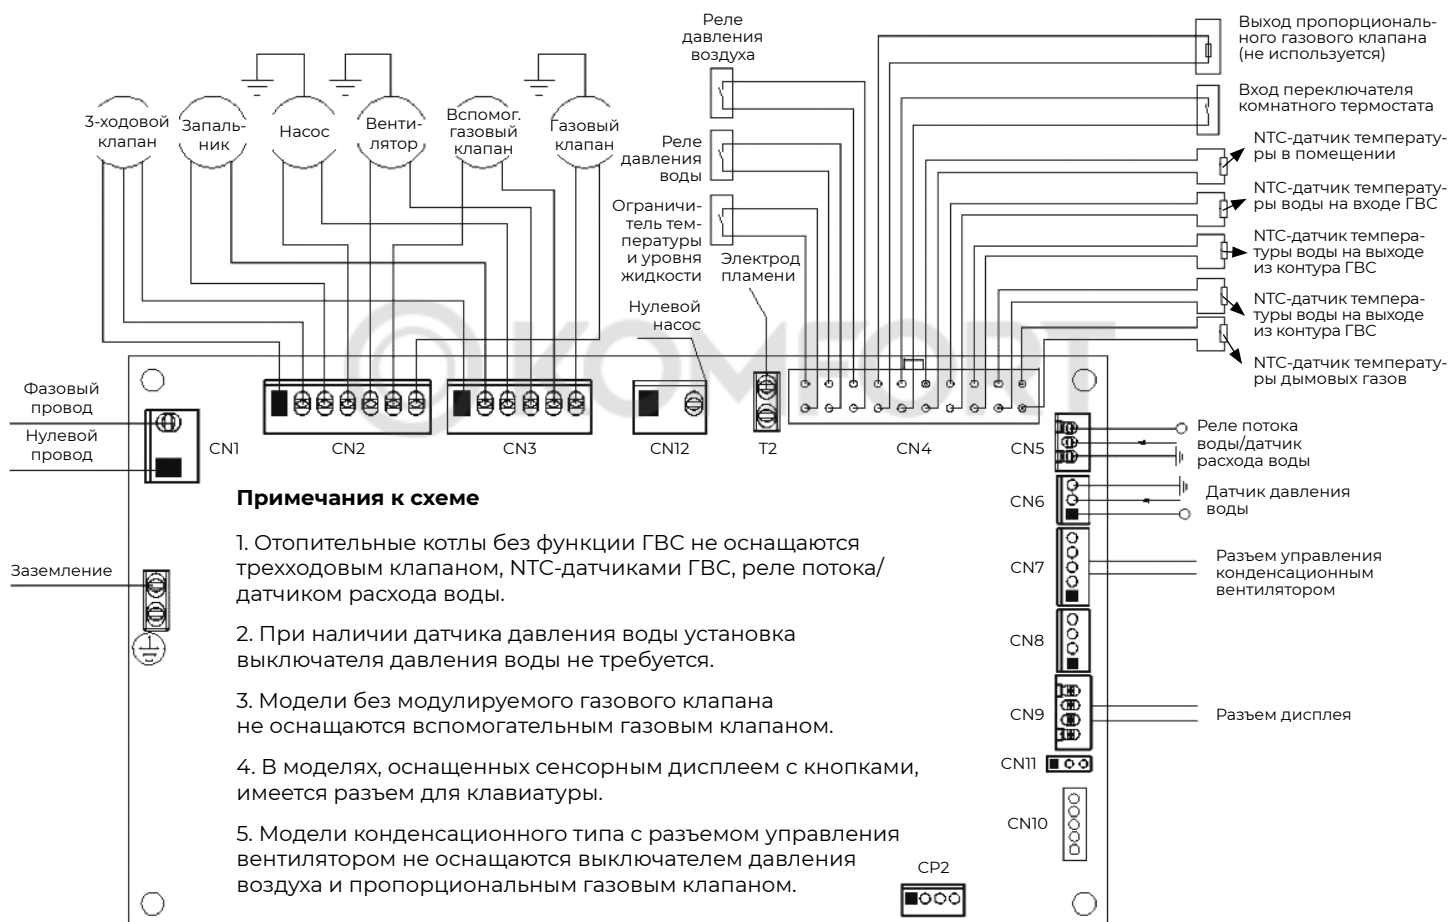 Реле
давления
воздуха
Выход пропорциональ-
ного газового клапана
(не используется)
Вход переключателя
комнатного термостата
3-ходовой
клапан
Запаль-
ник
Насос
Венти-
лятор
Вспомог.
газовый
клапан
Газовый
клапан
Реле
давления
воды
NTC-датчик температу-
ры в помещении
NTC-датчик температу-
ры воды на входе ГВС
Ограничи-
тель тем-
пературы
и уровня
жидкости
Электрод
пламени
NTC-датчик темпера-
туры воды на выходе
из контура ГВС
Нулевой
насос
NTC-датчик темпера-
туры воды на выходе
из контура ГВС
NTC-датчик температу-
ры дымовых газов
KOMFORT
Фазовый
провод
Нулевой
провод
CN1
CN2
CN3
CN12
T2
CN4
CN5
Реле потока
воды/датчик
расхода воды
CN6
Датчик давления
воды
CN7
Разъем управления
конденсационным
вентилятором
CN8
CN9
Разъем дисплея
CN11
CN10
CP2
Заземление
Примечания к схеме
1. Отопительные котлы без функции ГВС не оснащаются
трехходовым клапаном, NTC-датчиками ГВС, реле потока/
датчиком расхода воды.
2. При наличии датчика давления воды установка
выключателя давления воды не требуется.
3. Модели без модулируемого газового клапана
не оснащаются вспомогательным газовым клапаном.
4. В моделях, оснащенных сенсорным дисплеем с кнопками,
имеется разъем для клавиатуры.
5. Модели конденсационного типа с разъемом управления
вентилятором не оснащаются выключателем давления
воздуха и пропорциональным газовым клапаном.